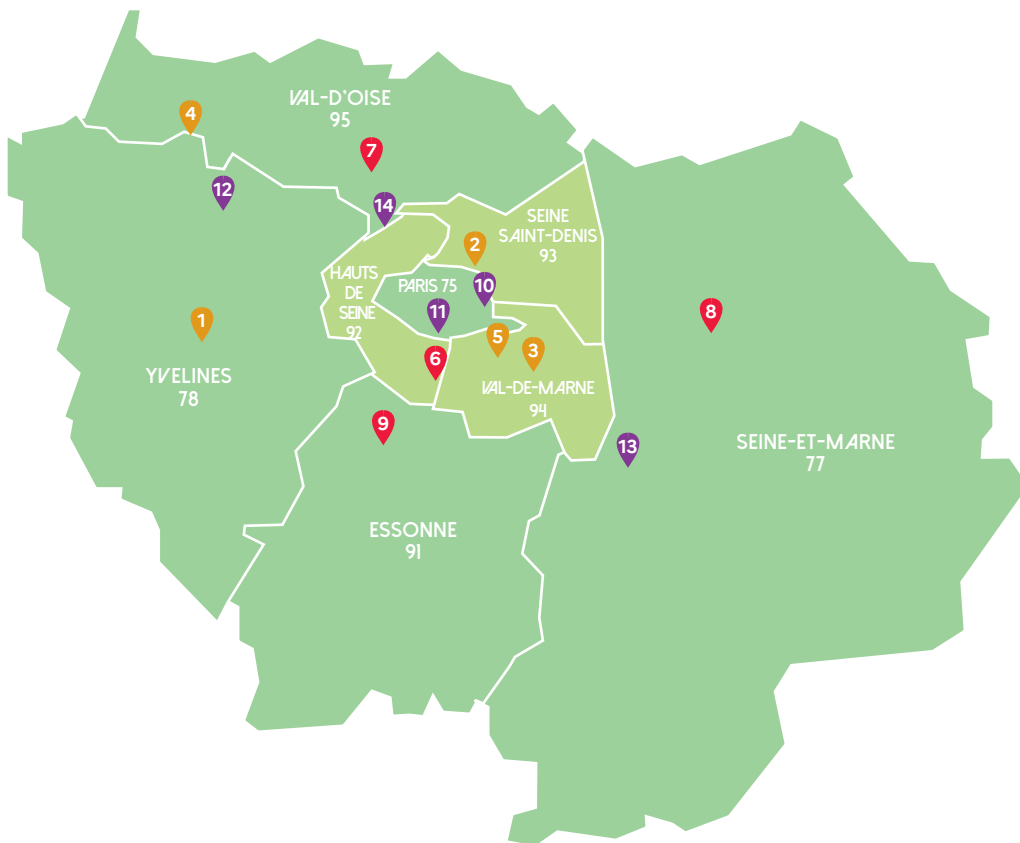 VAL-D'OISE
95
4
7
12
14
SEINE
SAINT-DENIS
93
2
HAUTS
DE
SEINE
92
PARIS 75
10
11
8
1
5
3
6
YVELINES
78
VAL-DE-MARNE
94
9
13
SEINE-ET-MARNE
77
ESSONNE
91